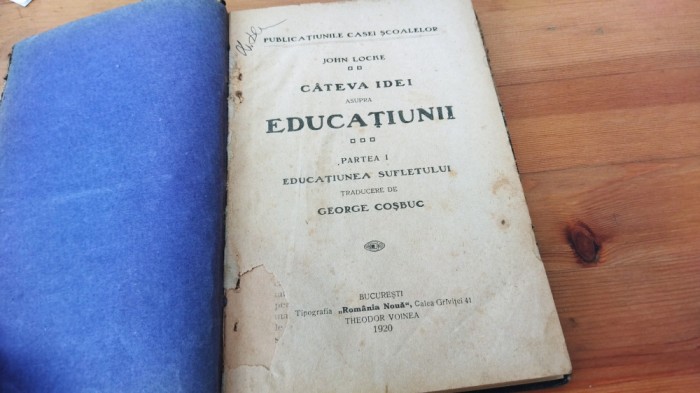 PUBLICAȚIUNILE CASEI ȘCOALELOR
JOHN LOCKE
CÂTEVA IDEI
ASUPRA
EDUCAȚIUNII
PARTEA I
EDUCAȚIUNEA SUFLETULUI
TRADUCERE DE
GEORGE COȘBUC
BUCUREȘTI
Tipografia „România Nouă", Calea Griviței 41
THEODOR VOINEA
1920